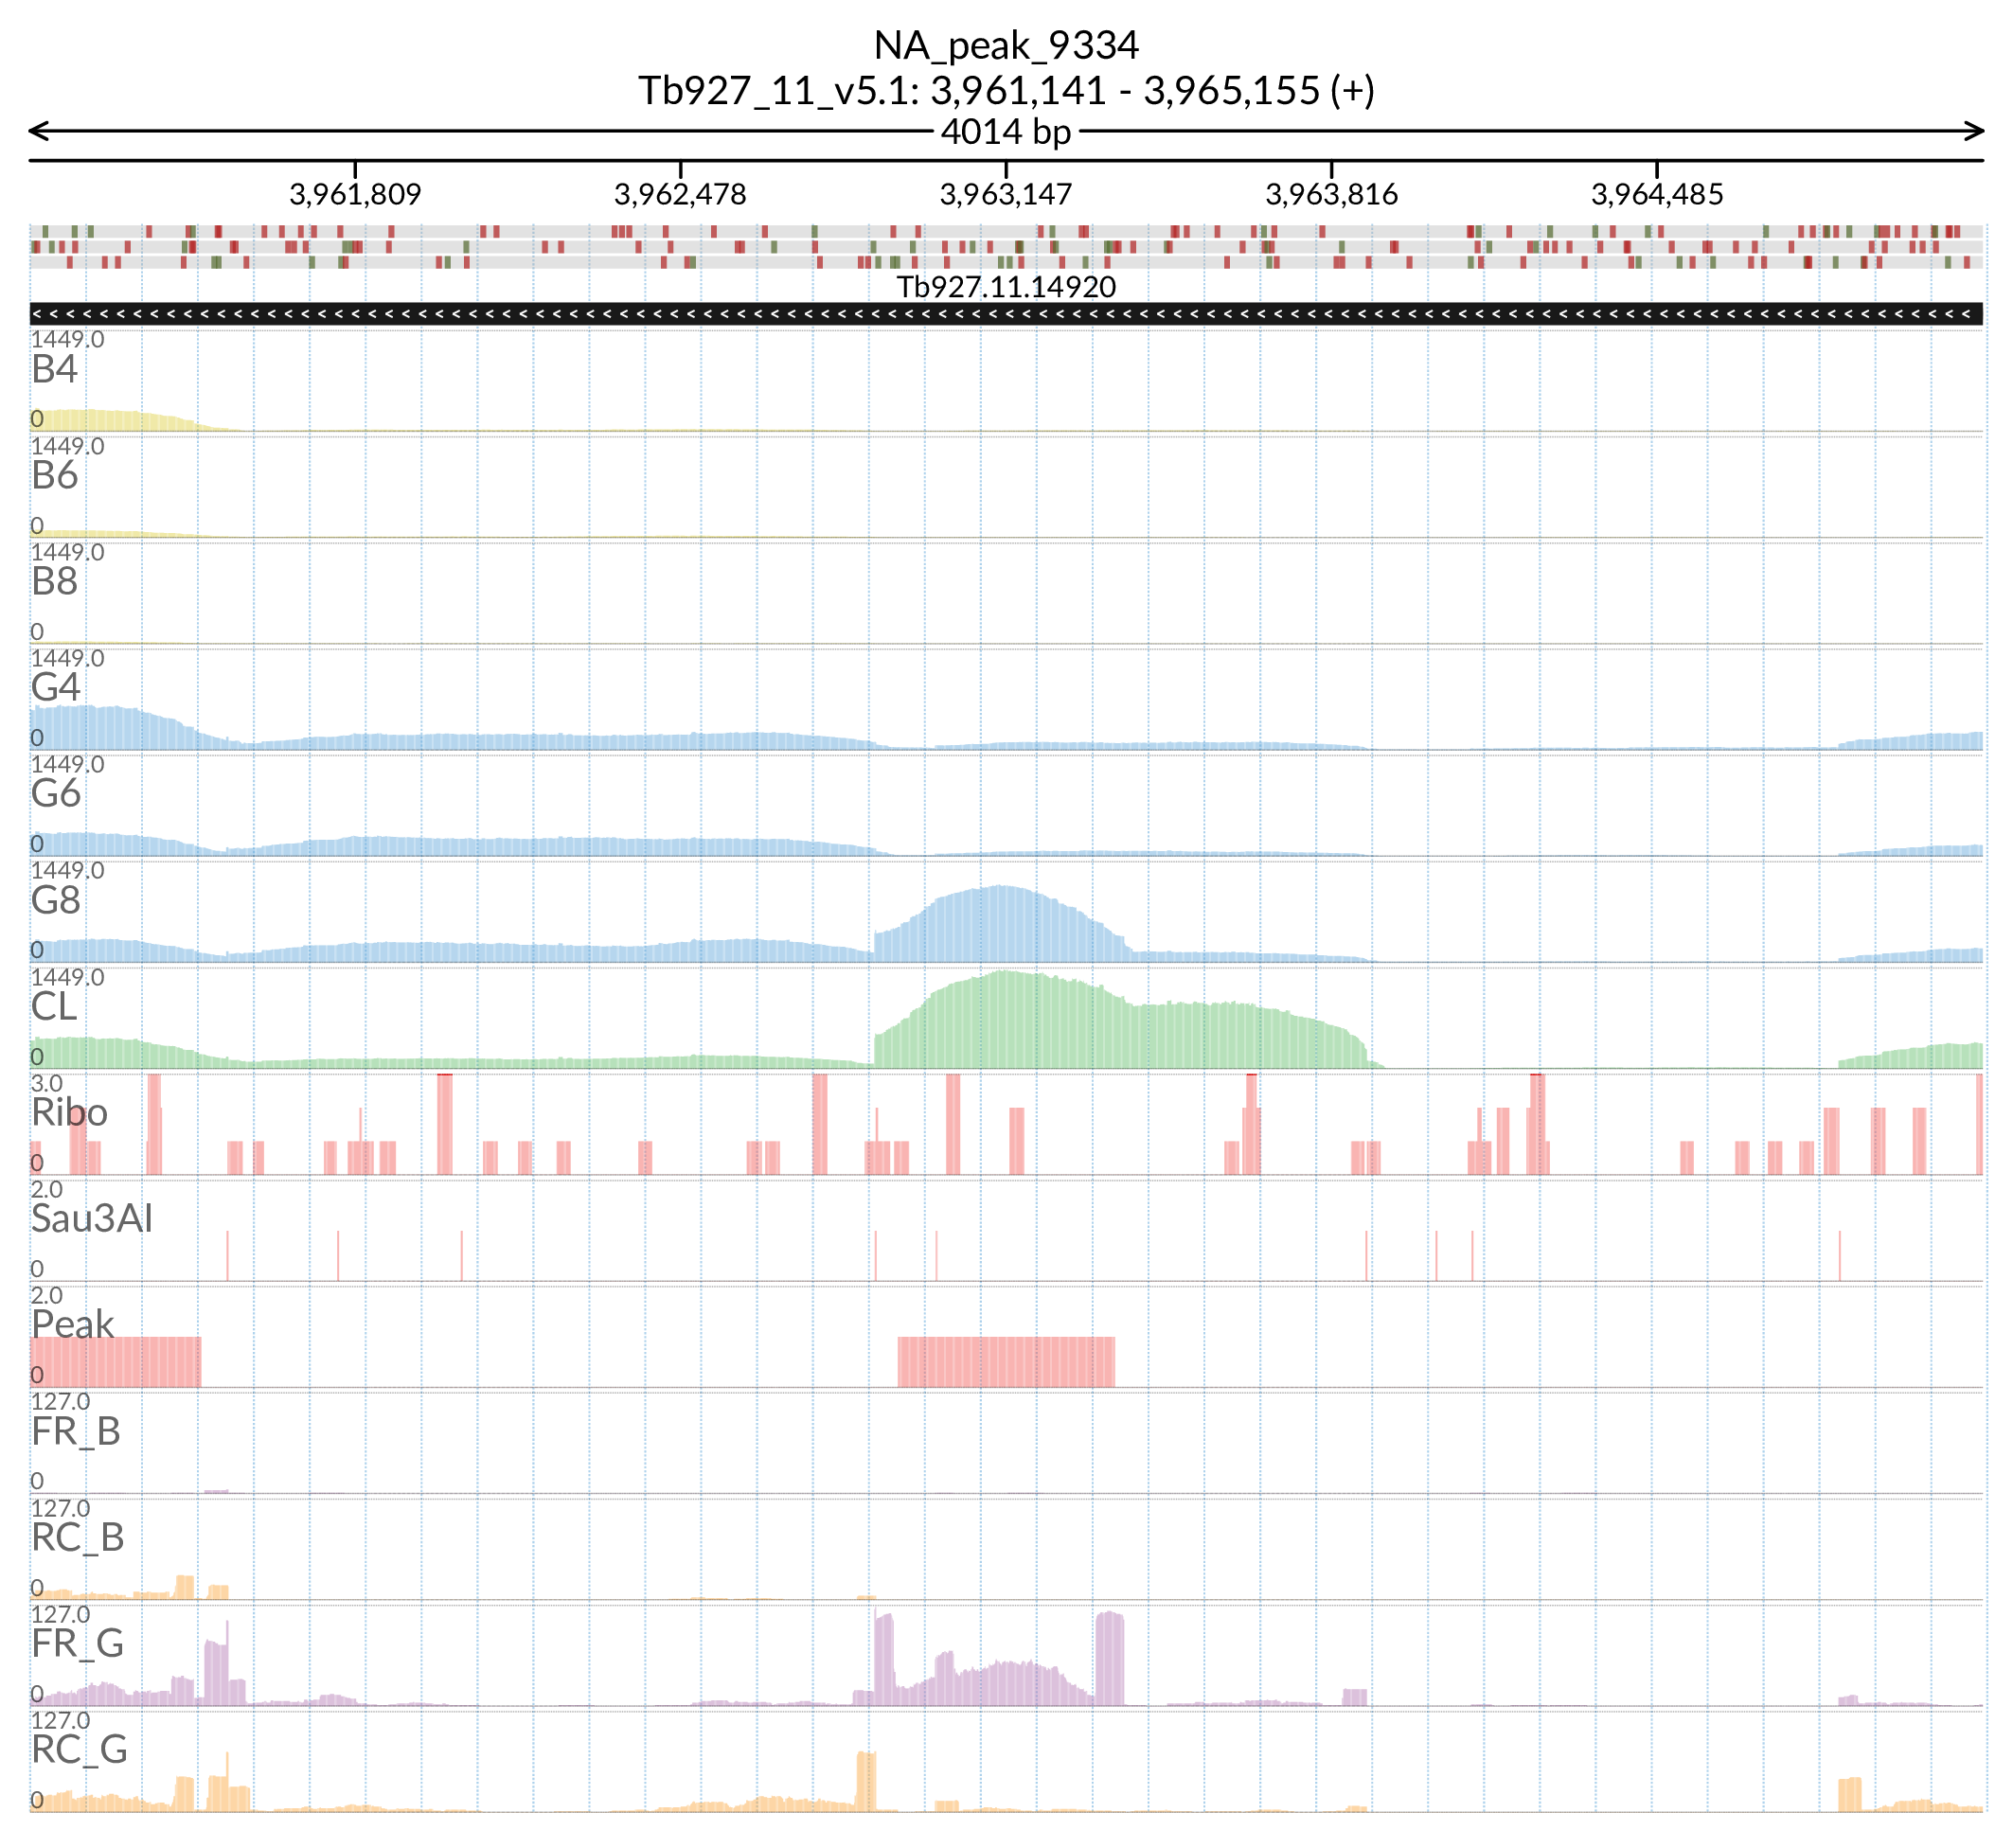 NA_peak_9334
Tb927_11_v5.1: 3,961,141 - 3,965,155 (+)
4014 bp
3,961,809 3,962,478 3,963,147 3,963,816 3,964,485
Tb927.11.14920
1449.0
B4
0
1449.0
B6
0
1449.0
B8
0
1449.0
G4
0
1449.0
G6
0
1449.0
G8
0
1449.0
CL
0
3.0
Ribo
0
2.0
Sau3AI
0
2.0
Peak
0
127.0
FR_B
0
127.0
RC_B
0
127.0
FR_G
0
127.0
RC_G
0